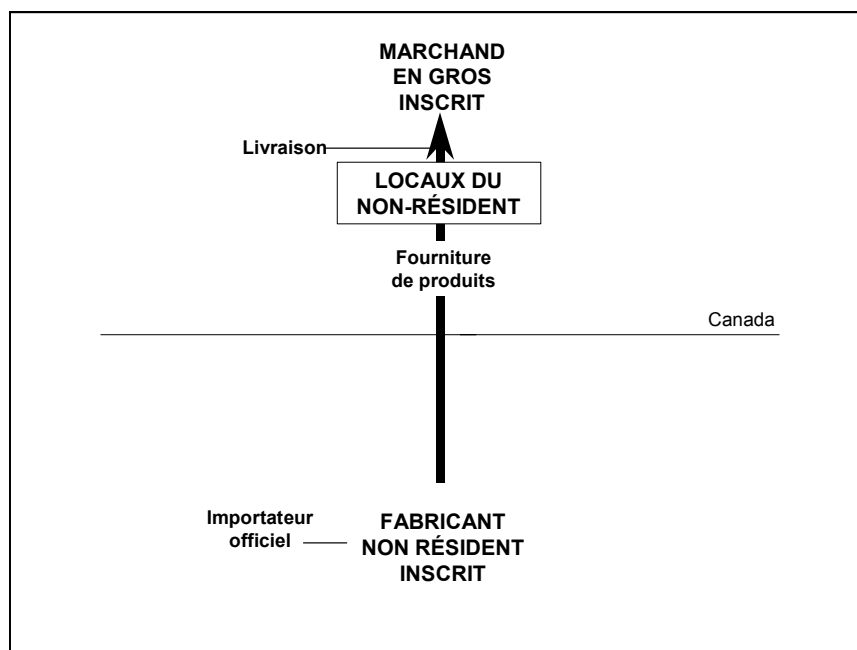 MARCHAND
EN GROS
INSCRIT
Livraison
LOCAUX DU
NON-RÉSIDENT
Fourniture
de produits
Canada
Importateur
officiel
FABRICANT
NON RÉSIDENT
INSCRIT